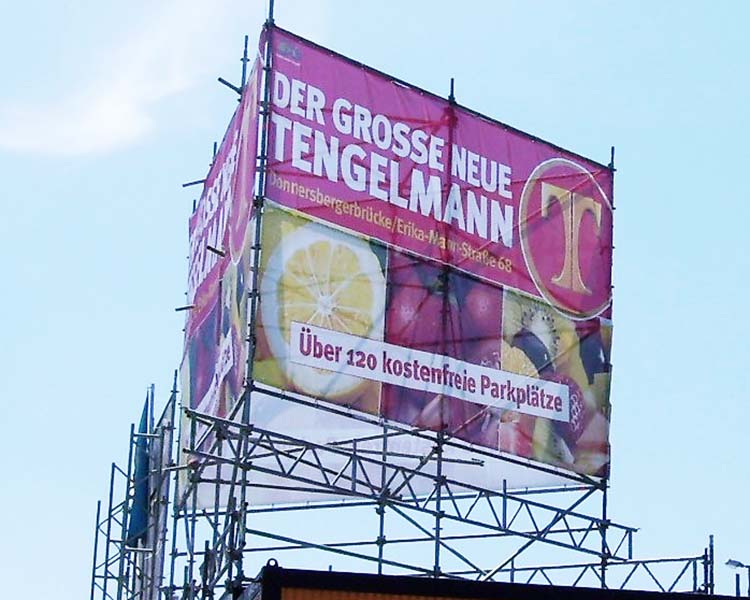 DER GROSSE NEUE
TENGELMANN
Donnersbergerbrücke/Erika-Mann-Straße 68
T
Über 120 kostenfreie Parkplätze